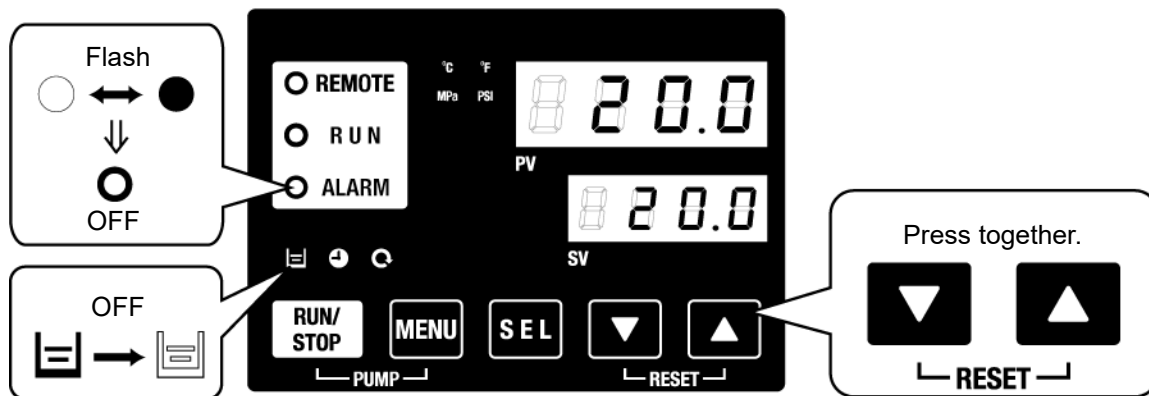 Flash
OFF
OFF
REMOTE
RUN
ALARM
°C °F
MPa PSI
20.0
PV
20.0
SV
RUN/
STOP
MENU
SEL
PUMP
RESET
Press together.
RESET